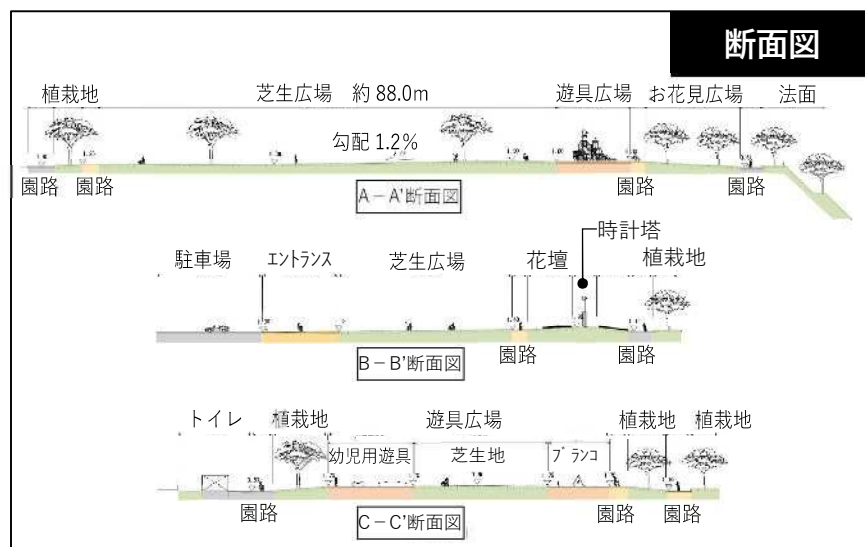 断面図
植栽地 芝生広場 約 88.0m 遊具広場 お花見広場 法面
勾配 1.2%
園路 園路 園路 園路
A－A'断面図
時計塔
駐車場 ｴﾝﾄﾗﾝｽ 芝生広場 花壇 植栽地
園路 園路
B－B'断面図
トイレ 植栽地 遊具広場 植栽地 植栽地
幼児用遊具 芝生地 ﾌﾞﾗﾝｺ
園路 園路 園路
C－C'断面図